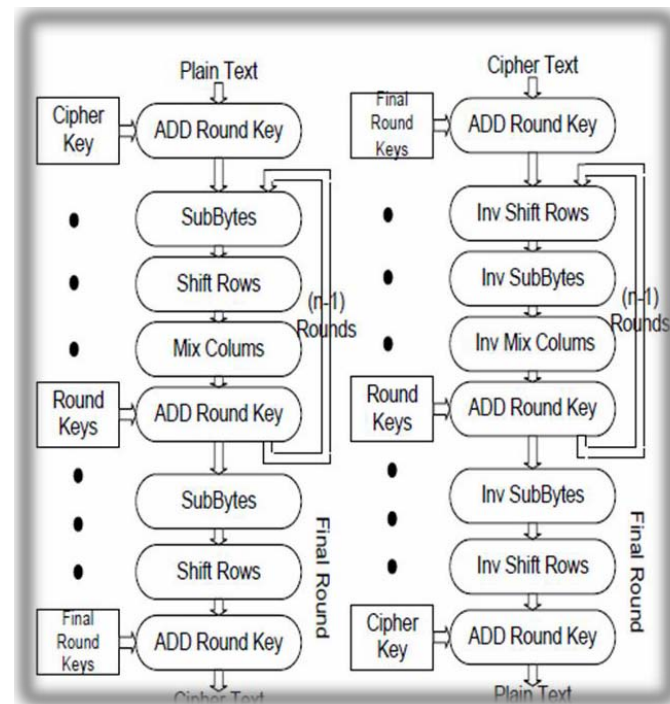 Plain Text
Cipher
Key
ADD Round Key
SubBytes
Shift Rows
Mix Colums
(n-1)
Rounds
Round
Keys
ADD Round Key
SubBytes
Shift Rows
Final Round
Final
Round
Keys
ADD Round Key
Cipher Text
Cipher Text
Final
Round
Keys
ADD Round Key
Inv Shift Rows
Inv SubBytes
Inv Mix Colums
(n-1)
Rounds
Round
Keys
ADD Round Key
Inv SubBytes
Inv Shift Rows
Final Round
Cipher
Key
ADD Round Key
Plain Text